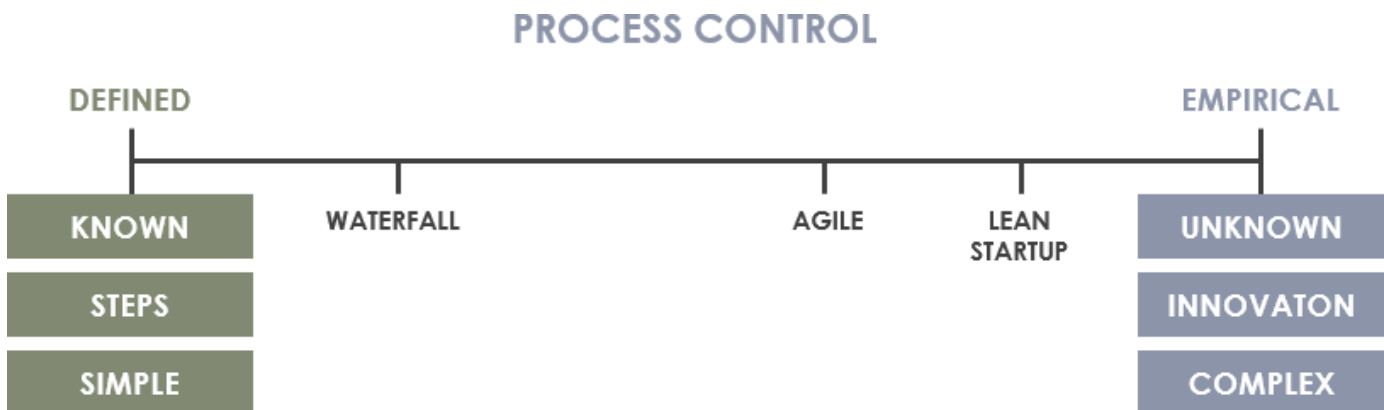 PROCESS CONTROL
DEFINED
EMPIRICAL
KNOWN
WATERFALL
AGILE
LEAN
STARTUP
UNKNOWN
STEPS
INNOVATON
SIMPLE
COMPLEX